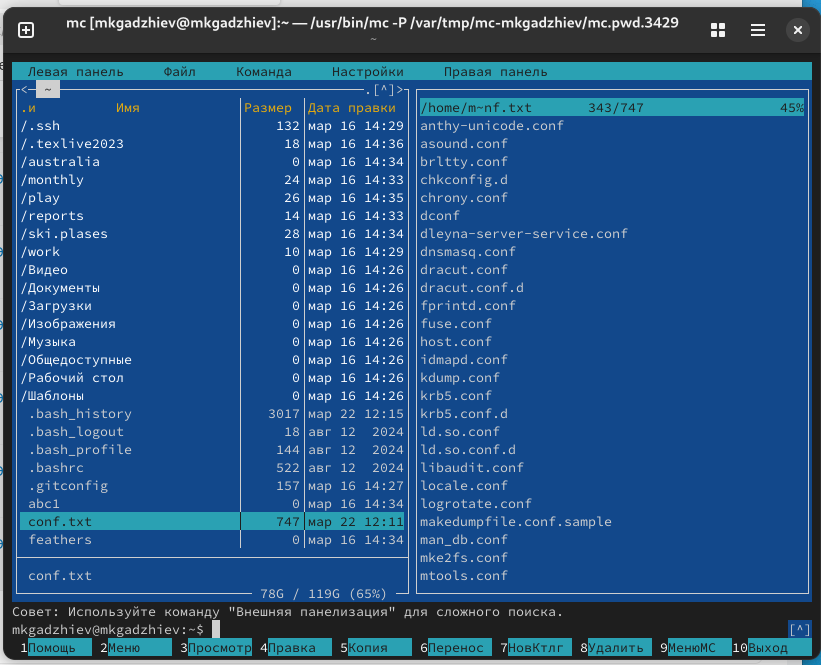 mc [mkgadzhiev@mkgadzhiev]:~ — /usr/bin/mc -P /var/tmp/mc-mkgadzhiev/mc.pwd.3429
~
Левая панель Файл Команда Настройки Правая панель
<─ ~ .[^]>
.и Имя Размер Дата правки
/.ssh 132 мар 16 14:29
/.texlive2023 18 мар 16 14:36
/australia 0 мар 16 14:34
/monthly 24 мар 16 14:33
/play 26 мар 16 14:35
/reports 14 мар 16 14:33
/ski.plases 28 мар 16 14:34
/work 10 мар 16 14:29
/Видео 0 мар 16 14:26
/Документы 0 мар 16 14:26
/Загрузки 0 мар 16 14:26
/Изображения 0 мар 16 14:26
/Музыка 0 мар 16 14:26
/Общедоступные 0 мар 16 14:26
/Рабочий стол 0 мар 16 14:26
/Шаблоны 0 мар 16 14:26
.bash_history 3017 мар 22 12:15
.bash_logout 18 авг 12 2024
.bash_profile 144 авг 12 2024
.bashrc 522 авг 12 2024
.gitconfig 157 мар 16 14:27
abc1 0 мар 16 14:34
conf.txt 747 мар 22 12:11
feathers 0 мар 16 14:34
conf.txt
78G / 119G (65%)
/home/m~nf.txt 343/747 45%
anthy-unicode.conf
asound.conf
brltty.conf
chkconfig.d
chrony.conf
dconf
dleyna-server-service.conf
dnsmasq.conf
dracut.conf
dracut.conf.d
fprintd.conf
fuse.conf
host.conf
idmapd.conf
kdump.conf
krb5.conf
krb5.conf.d
ld.so.conf
ld.so.conf.d
libaudit.conf
locale.conf
logrotate.conf
makedumpfile.conf.sample
man_db.conf
mke2fs.conf
mtools.conf
Совет: Используйте команду "Внешняя панелизация" для сложного поиска.
mkgadzhiev@mkgadzhiev:~$ [^]
1Помощь 2Меню 3Просмотр 4Правка 5Копия 6Перенос 7НовКтлг 8Удалить 9МенюMC 10Выход